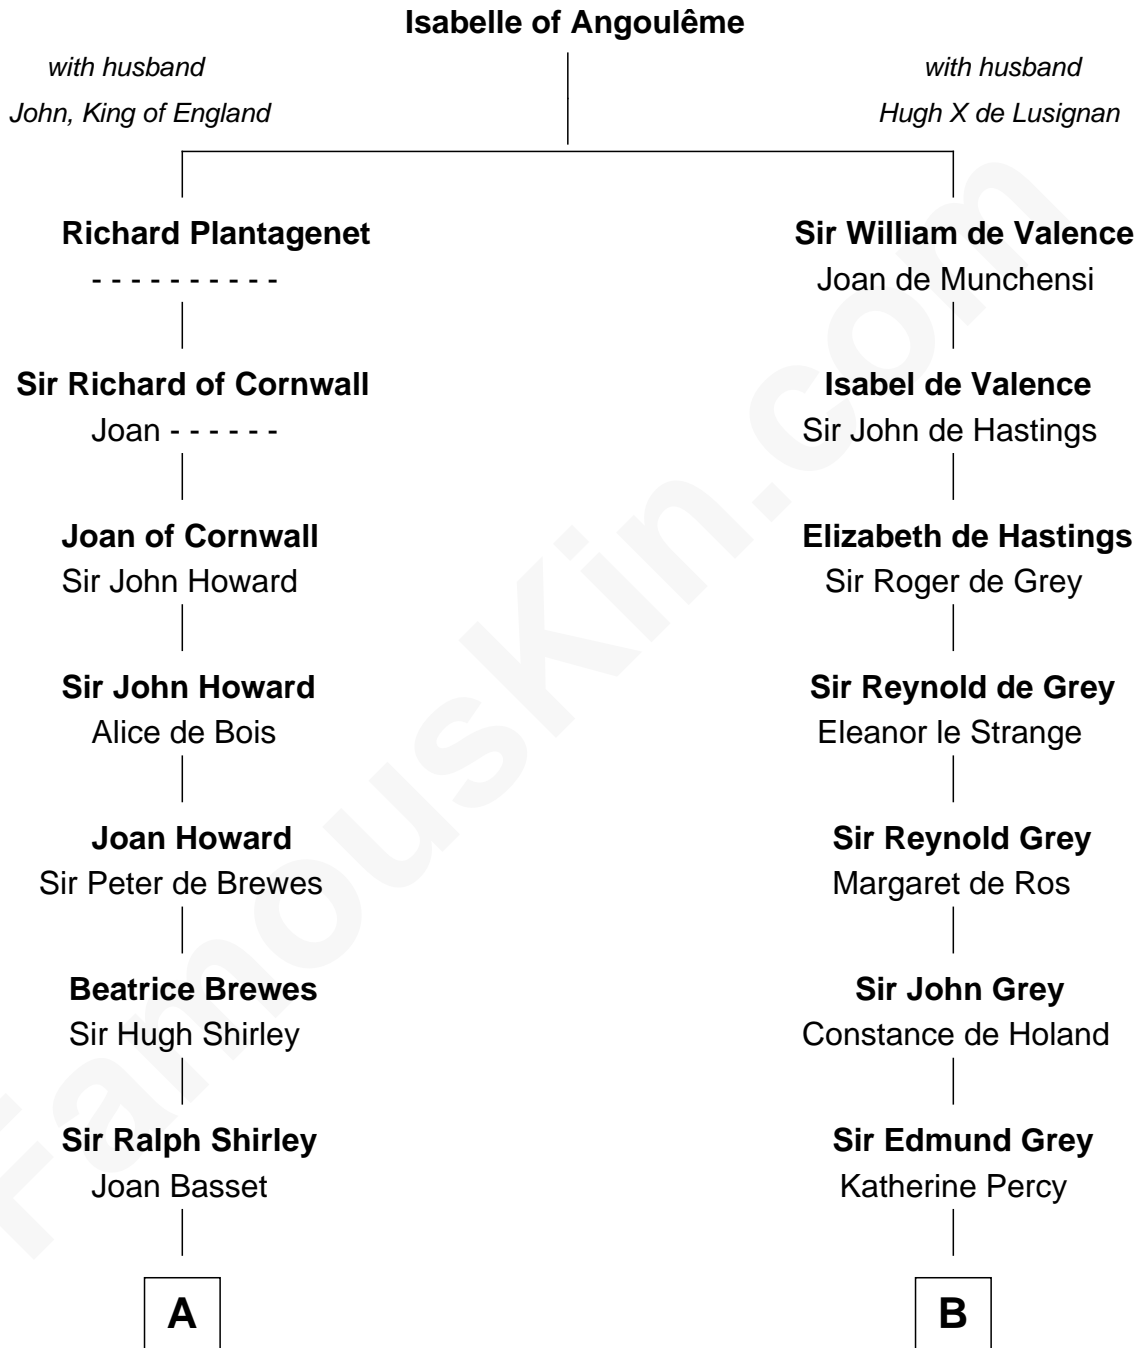 Isabelle of Angoulême
with husband
John, King of England
with husband
Hugh X de Lusignan
Richard Plantagenet
- - - - - - - - - -
Sir William de Valence
Joan de Munchensi
Sir Richard of Cornwall
Joan - - - - - -
Isabel de Valence
Sir John de Hastings
Joan of Cornwall
Sir John Howard
Elizabeth de Hastings
Sir Roger de Grey
Sir John Howard
Alice de Bois
Sir Reynold de Grey
Eleanor le Strange
Joan Howard
Sir Peter de Brewes
Sir Reynold Grey
Margaret de Ros
Beatrice Brewes
Sir Hugh Shirley
Sir John Grey
Constance de Holand
Sir Ralph Shirley
Joan Basset
Sir Edmund Grey
Katherine Percy
A
B
FamousKin.com